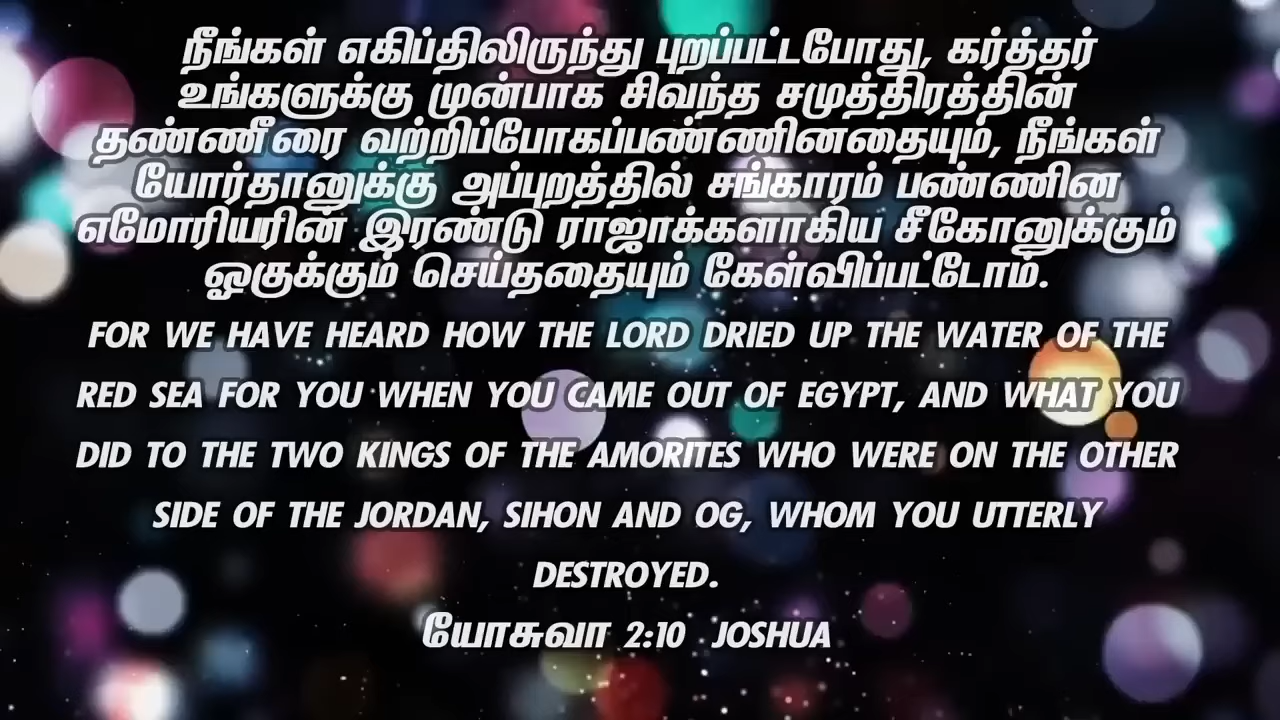 நீங்கள் எகிப்திலிருந்து புறப்பட்டபோது, கர்த்தர்
உங்களுக்கு முன்பாக சிவந்த சமுத்திரத்தின்
தண்ணீரை வற்றிப்போகப்பண்ணினதையும், நீங்கள்
யோர்தானுக்கு அப்புறத்தில் சங்காரம் பண்ணின
எமோரியரின் இரண்டு ராஜாக்களாகிய சீகோனுக்கும்
ஓகுக்கும் செய்ததையும் கேள்விப்பட்டோம்.
FOR WE HAVE HEARD HOW THE LORD DRIED UP THE WATER OF THE
RED SEA FOR YOU WHEN YOU CAME OUT OF EGYPT, AND WHAT YOU
DID TO THE TWO KINGS OF THE AMORITES WHO WERE ON THE OTHER
SIDE OF THE JORDAN, SIHON AND OG, WHOM YOU UTTERLY
DESTROYED.
யோசுவா 2:10 JOSHUA